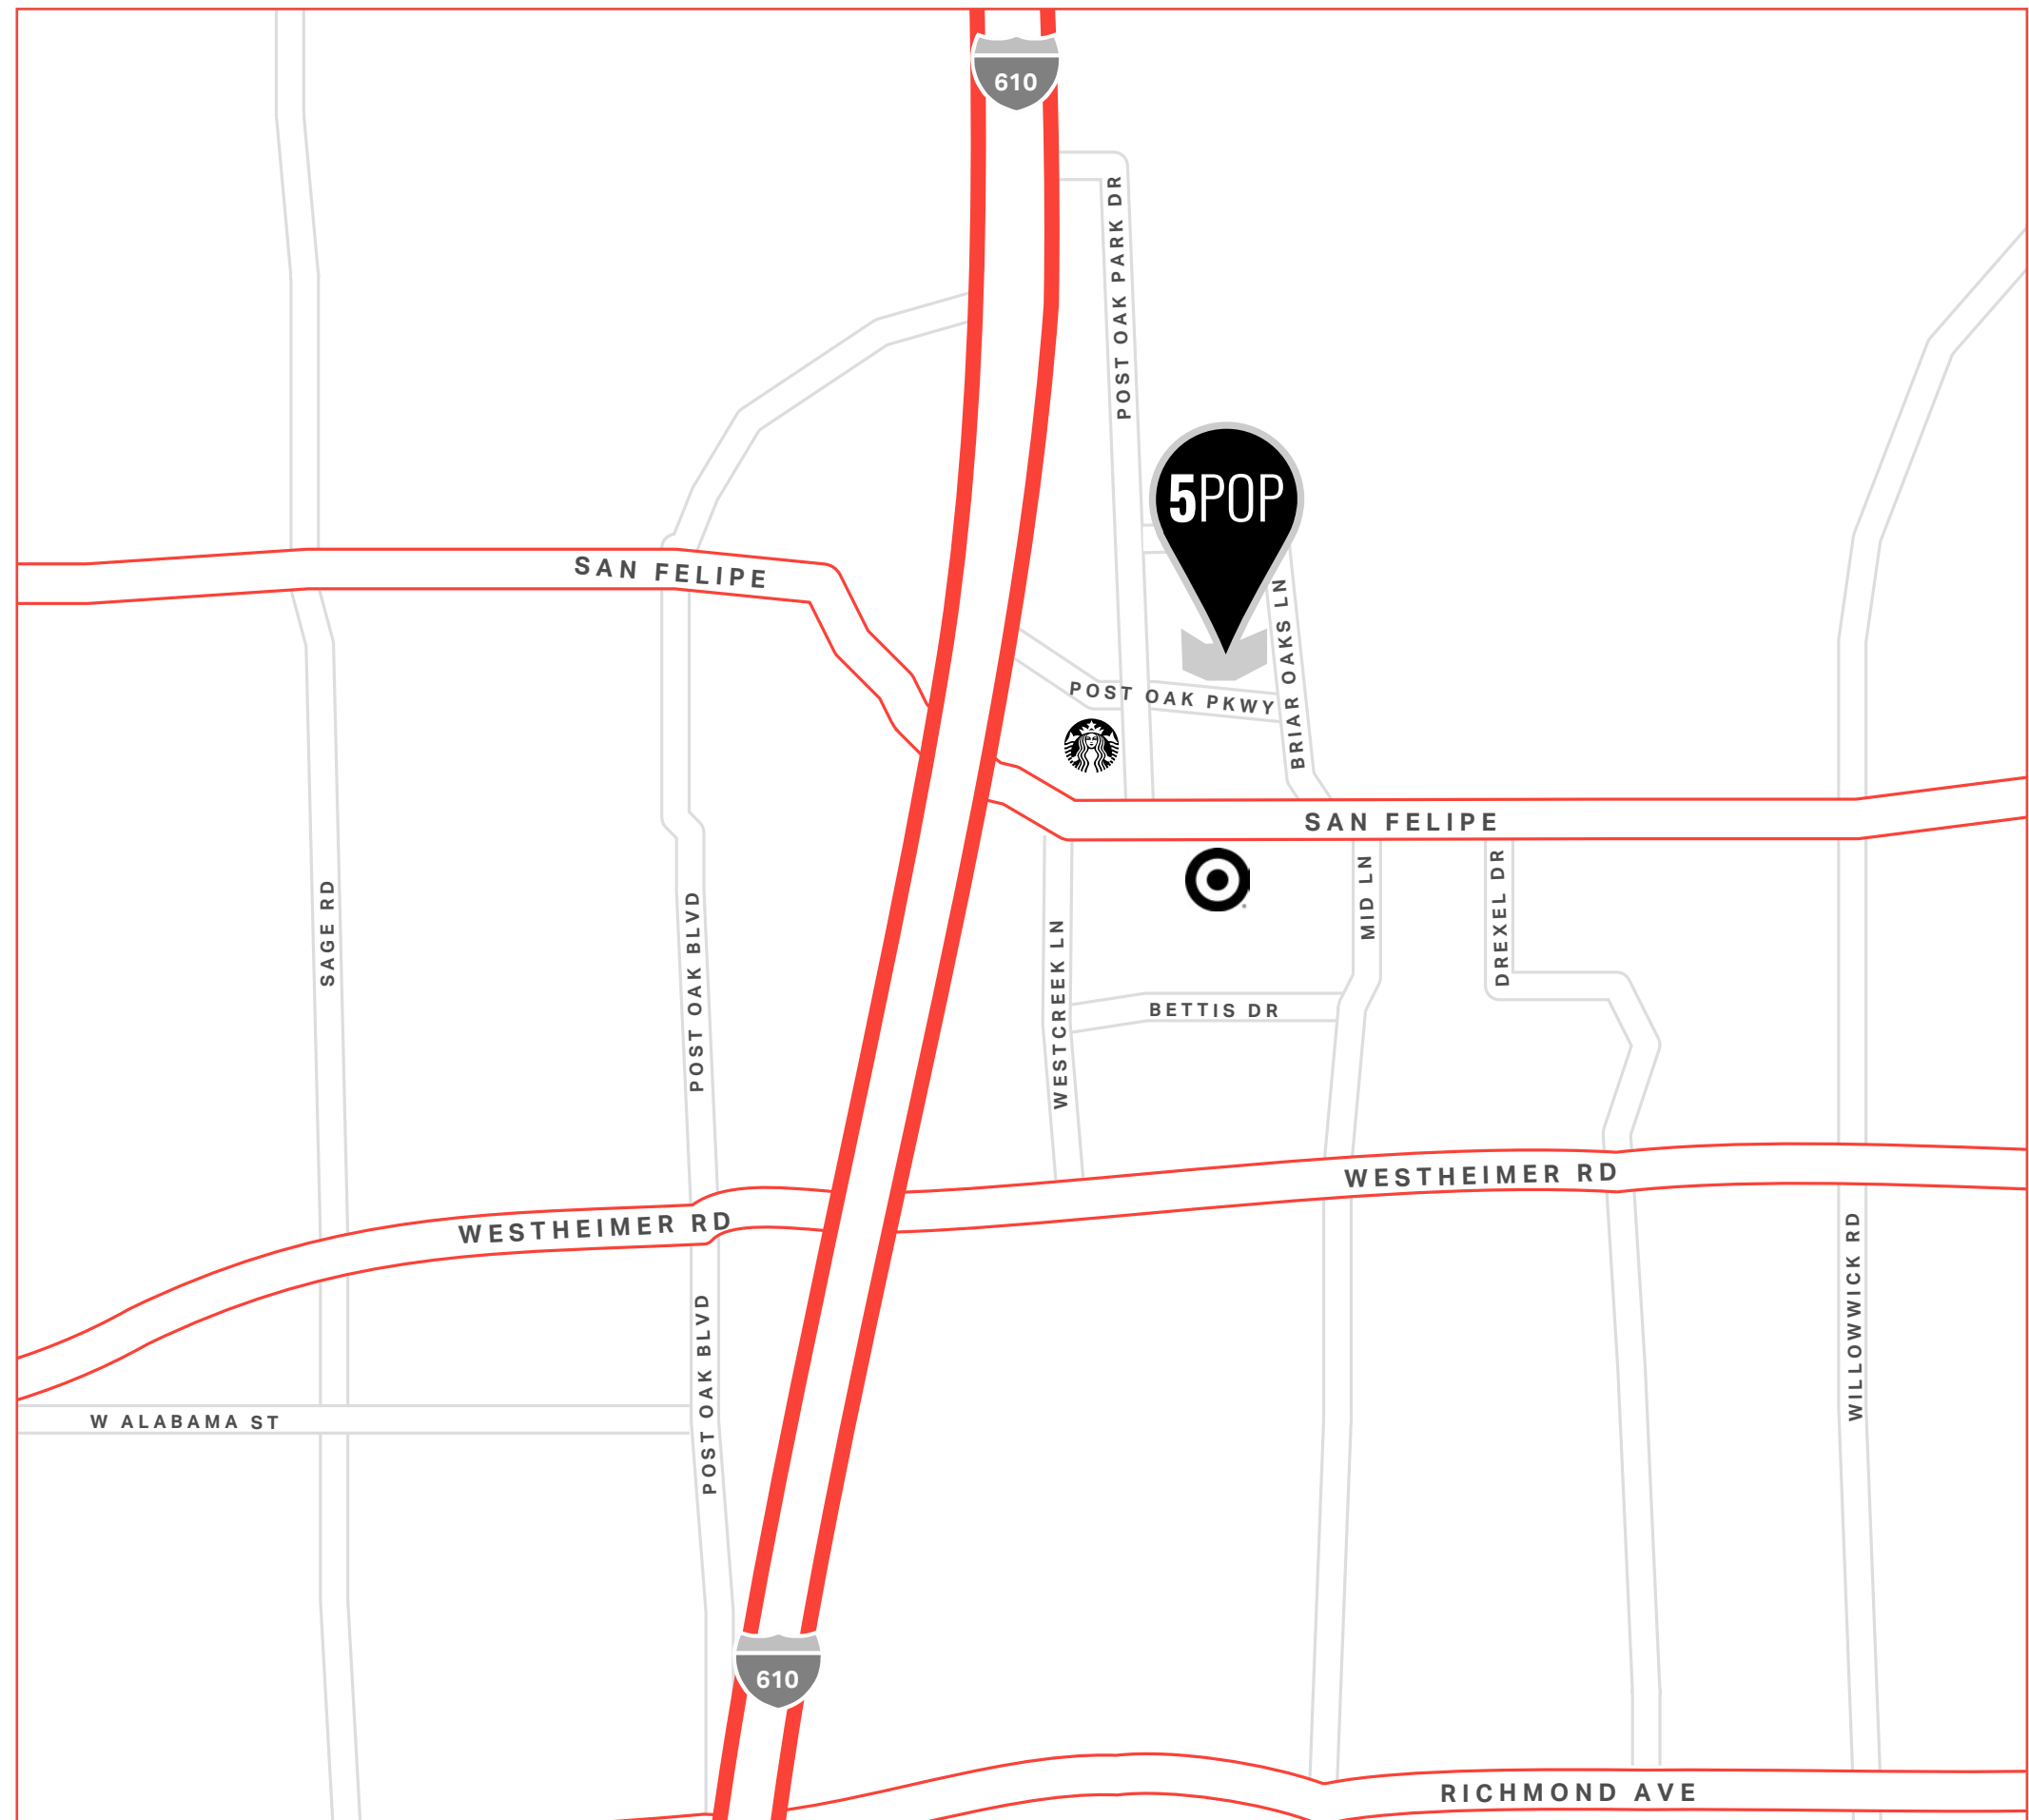 610
POST OAK PARK DR
5POP
SAN FELIPE
BRIAR OAKS LN
POST OAK PKWY
SAN FELIPE
MID LN
DREXEL DR
SAGE RD
POST OAK BLVD
WESTCREEK LN
BETTIS DR
WESTHEIMER RD
WESTHEIMER RD
WILLOWWICK RD
POST OAK BLVD
W ALABAMA ST
610
RICHMOND AVE